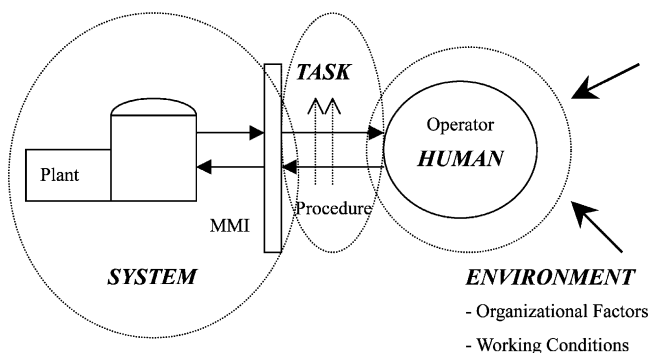 TASK
Operator
HUMAN
Plant
Procedure
MMI
SYSTEM
ENVIRONMENT
- Organizational Factors
- Working Conditions